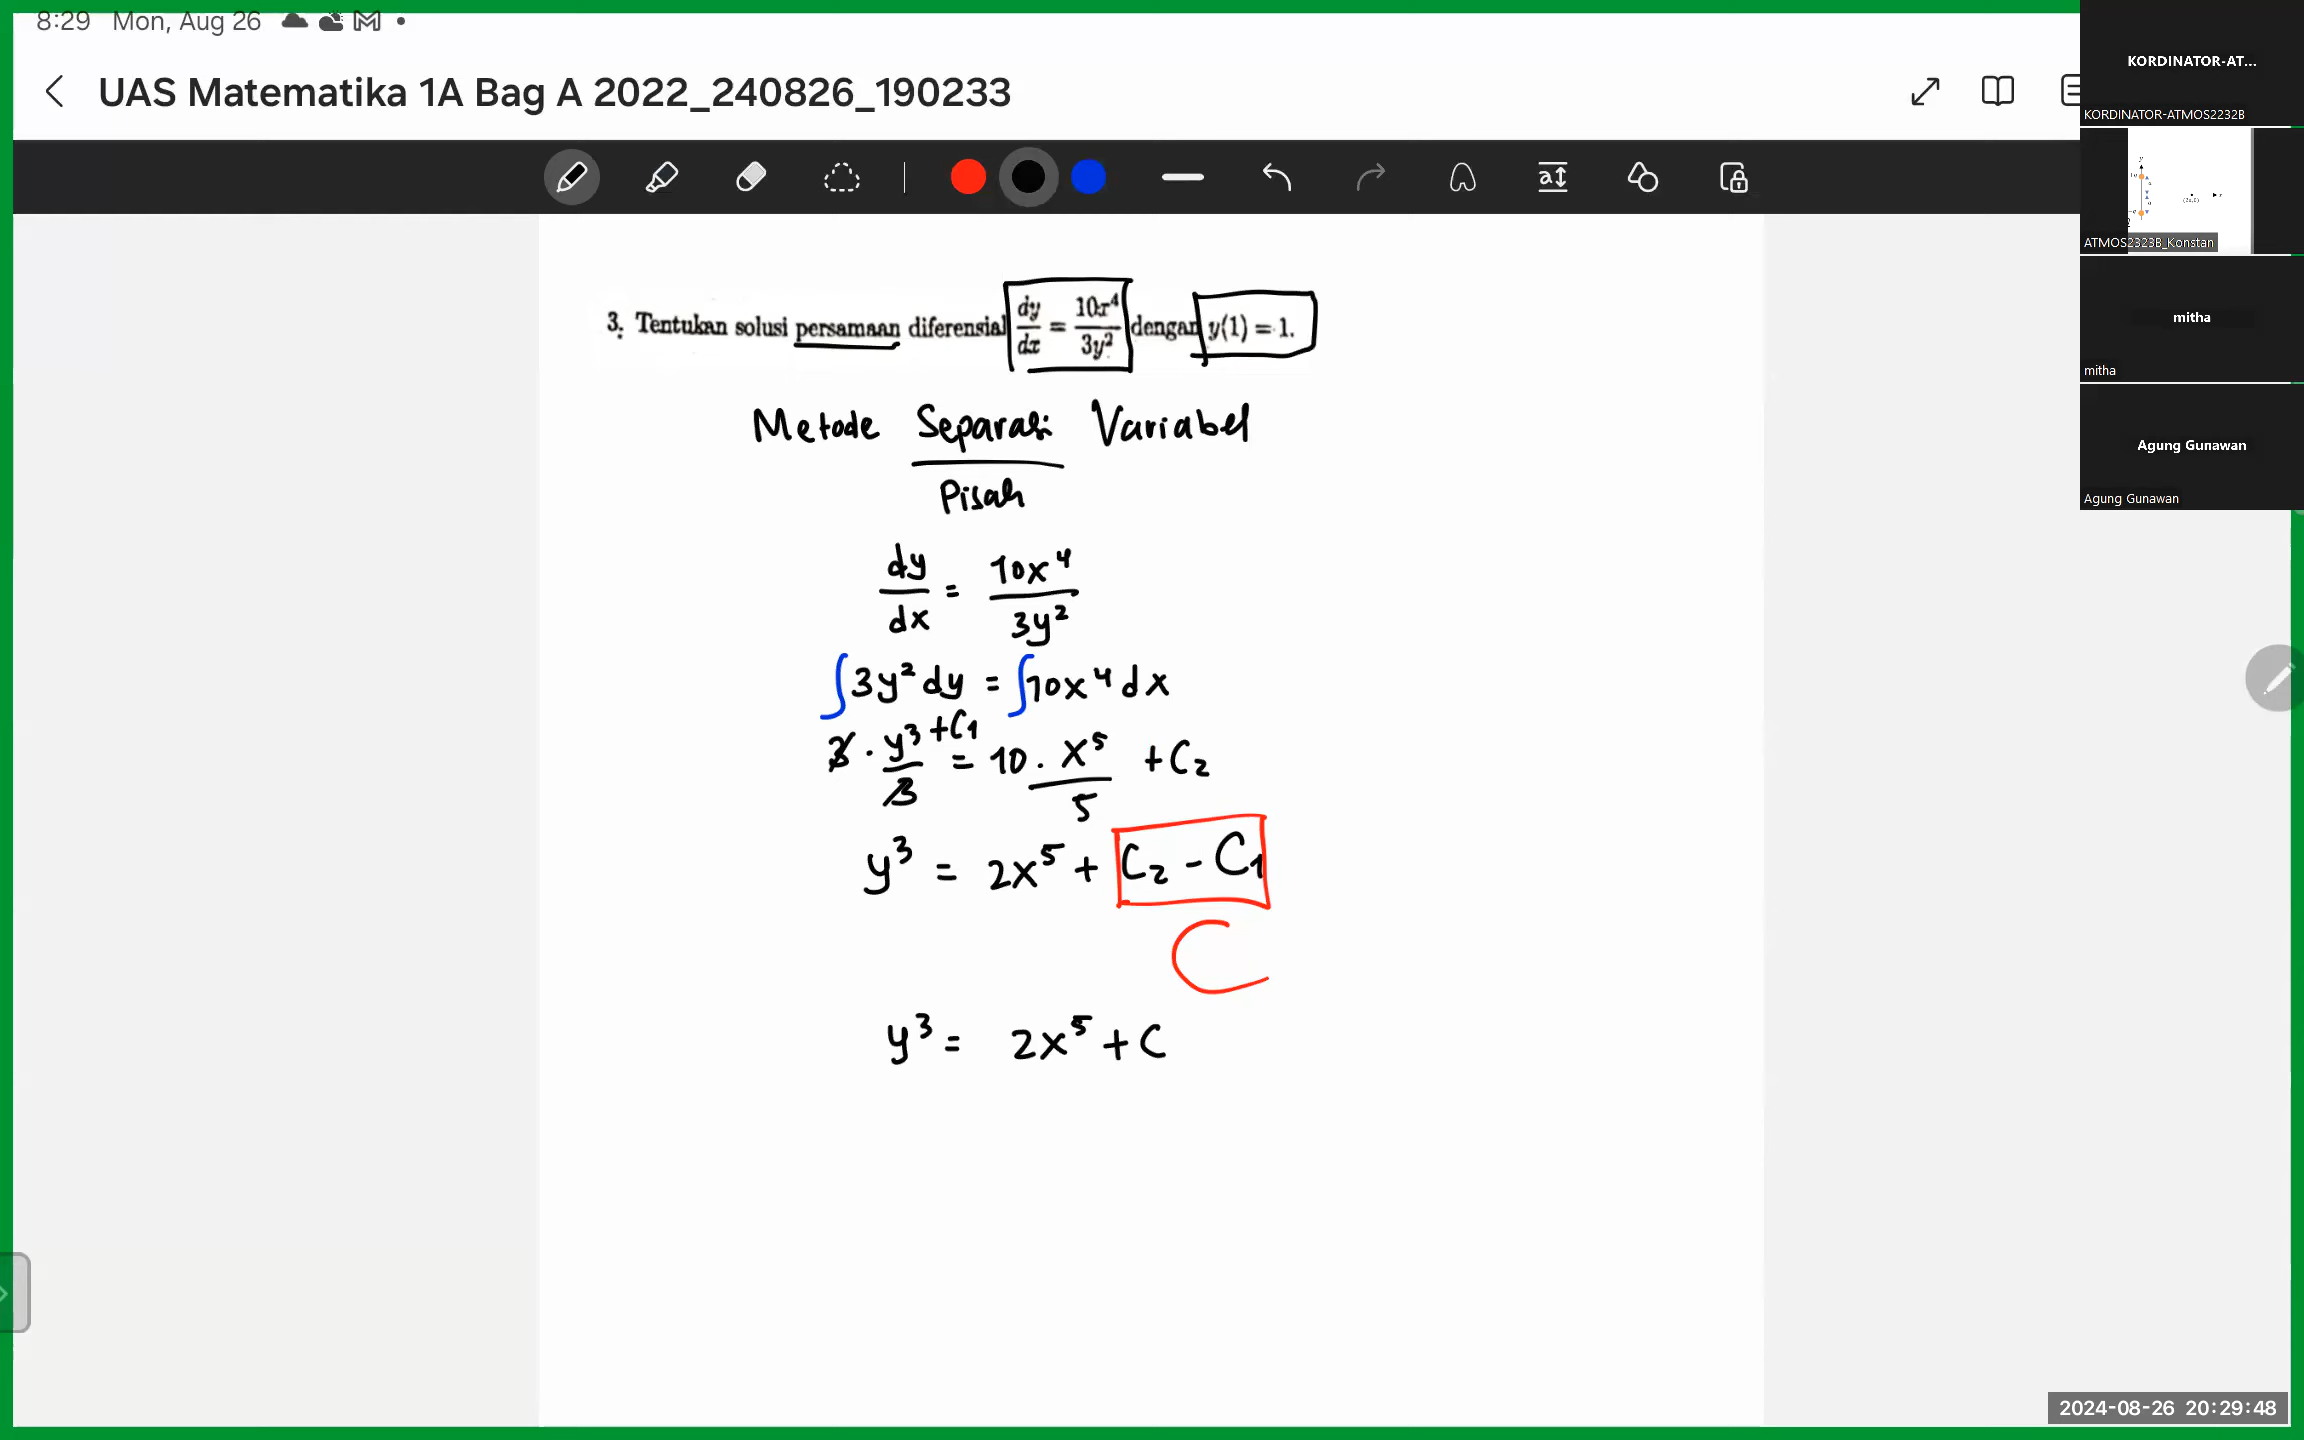 8:29 Mon, Aug 26
UAS Matematika 1A Bag A 2022_240826_190233
KORDINATOR-AT...
KORDINATOR-ATMOS2232B
ATMOS2323B_Konstan
mitha
mitha
Agung Gunawan
Agung Gunawan
3. Tentukan solusi persamaan diferensial dy/dx = 10x⁴/3y² dengan y(1) = 1.
Metode Separasi Variabel
Pisah
dy/dx = 10x⁴/3y²
∫3y² dy = ∫10x⁴ dx
3 · y³/3 + C₁ = 10 · x⁵/5 + C₂
y³ = 2x⁵ + C₂ - C₁
C
y³ = 2x⁵ + C
2024-08-26 20:29:48